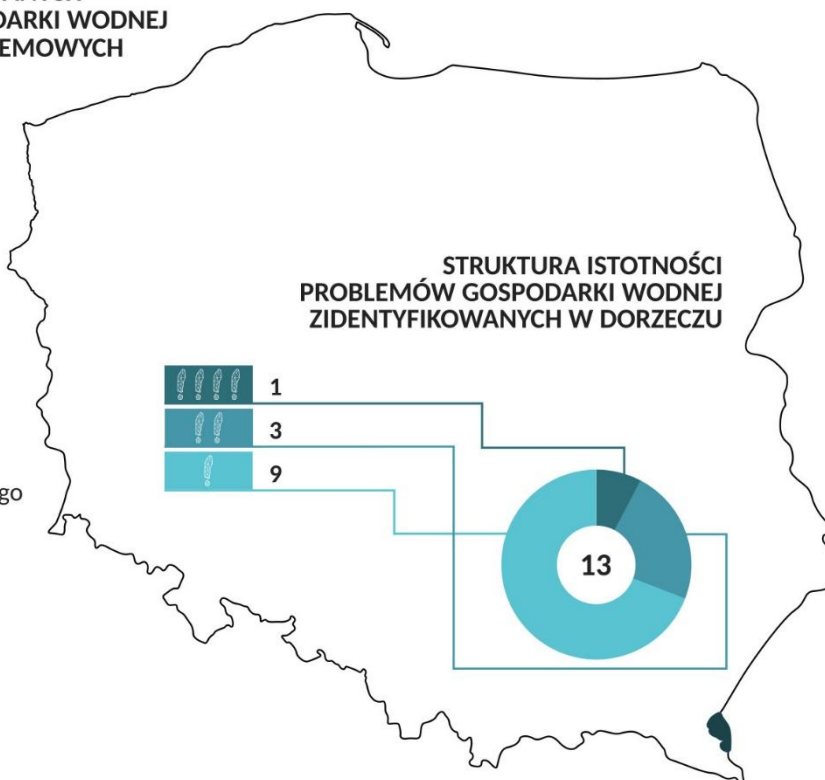 DARKI WODNEJ
EMOWYCH
STRUKTURA ISTOTNOŚCI
PROBLEMÓW GOSPODARKI WODNEJ
ZIDENTYFIKOWANYCH W DORZECZU
1
3
9
go
13